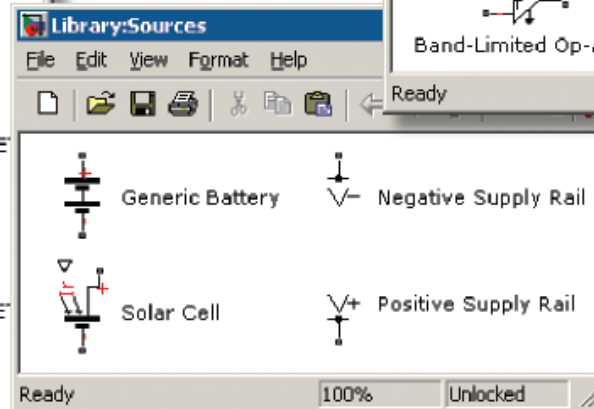 Library:Sources
File Edit View Format Help
Band-Limited Op-
Ready
Generic Battery
V- Negative Supply Rail
Ir
Solar Cell
V+ Positive Supply Rail
Ready 100% Unlocked